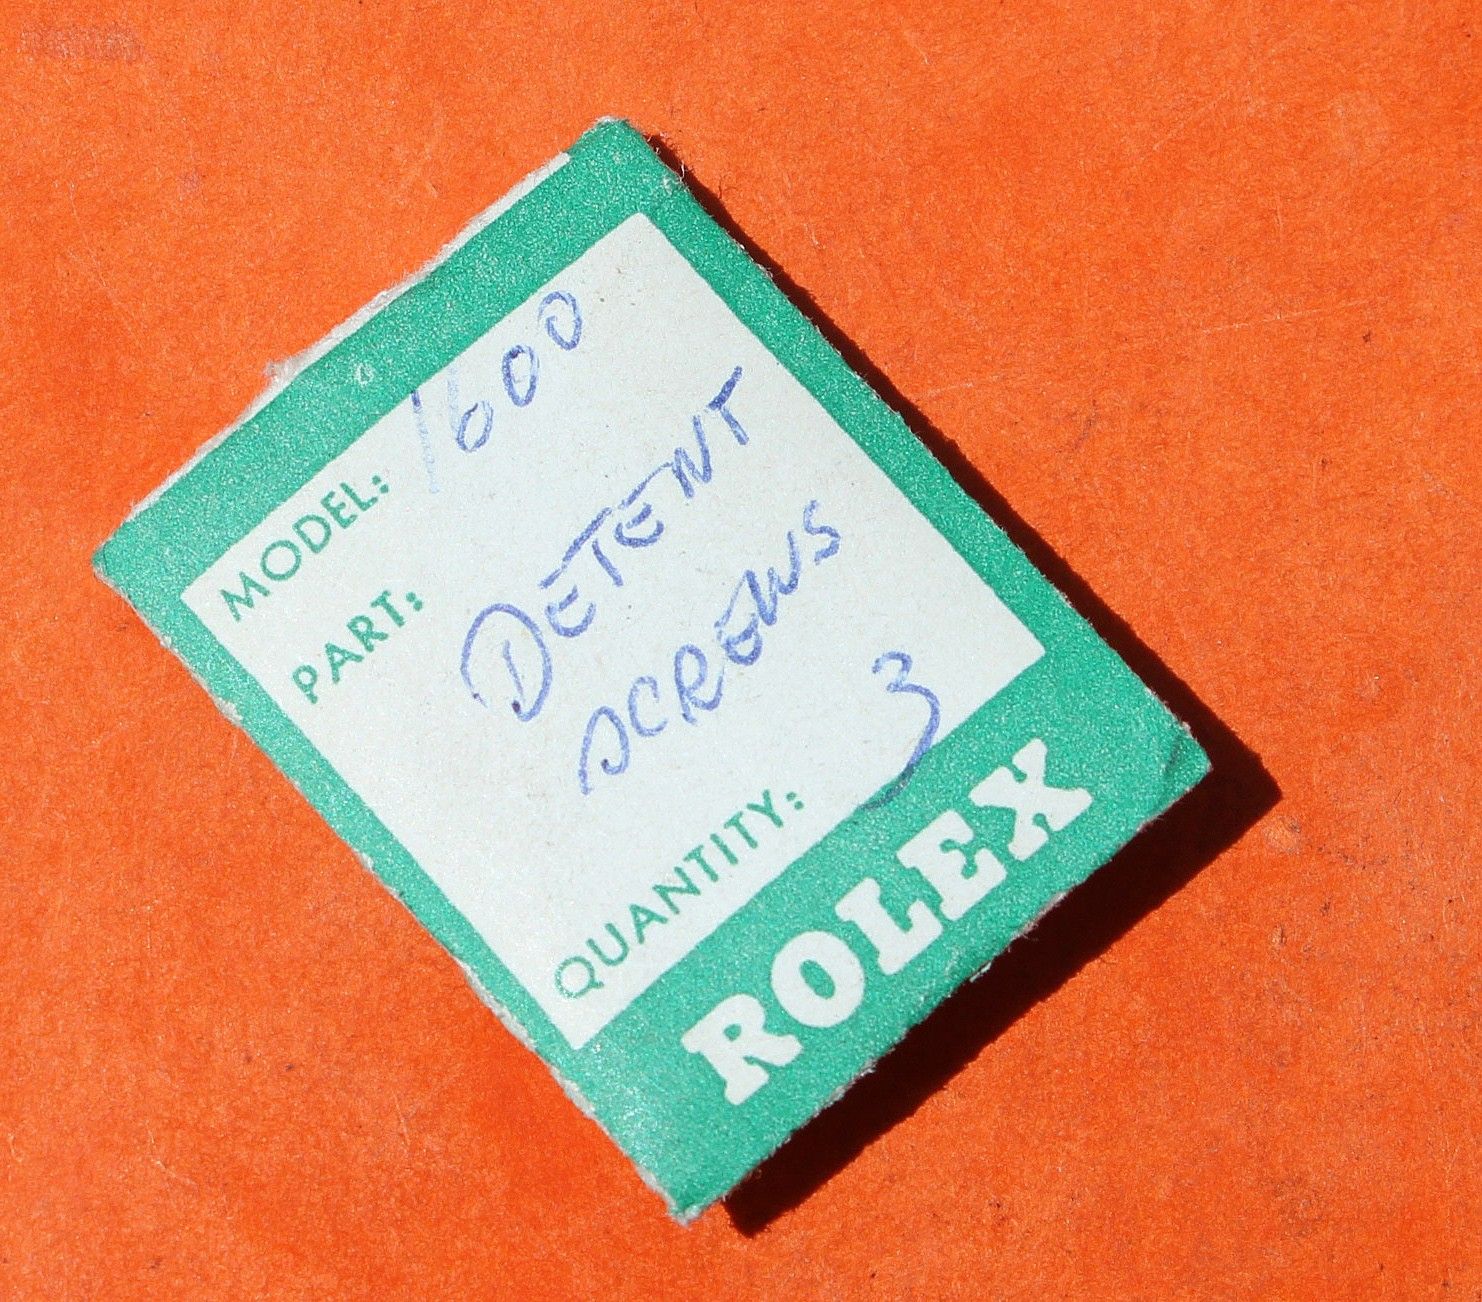 MODEL: 1600
PART: DETENT
SCREWS
QUANTITY: 3
ROLEX